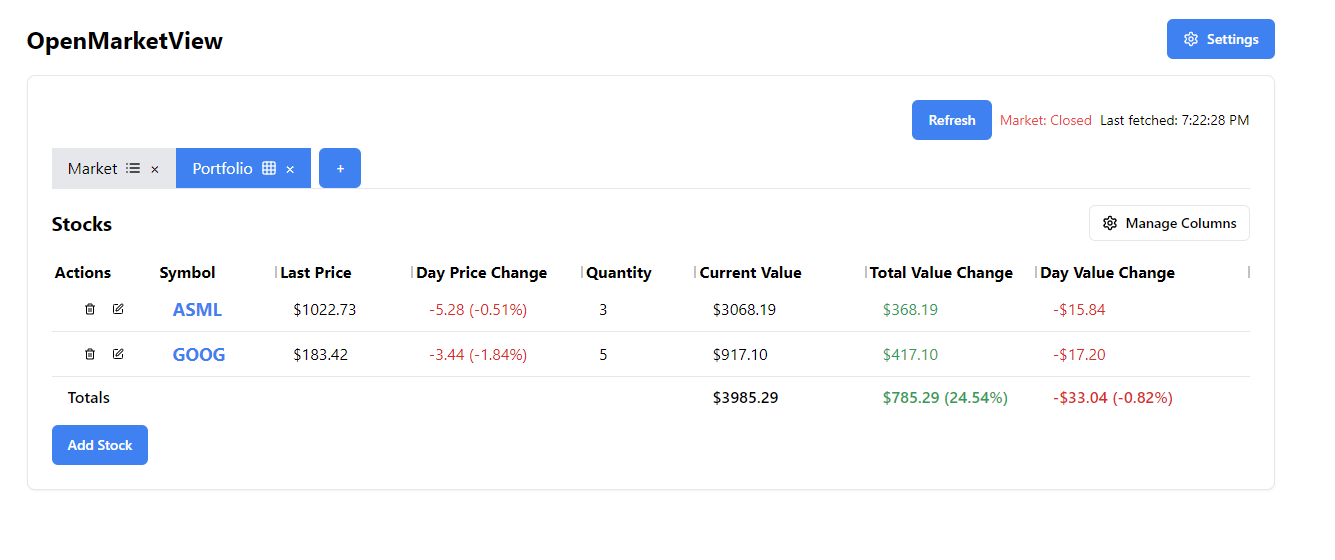 OpenMarketView
Settings
Refresh Market: Closed Last fetched: 7:22:28 PM
Market × Portfolio × +
Stocks
Manage Columns
Actions Symbol Last Price Day Price Change Quantity Current Value Total Value Change Day Value Change
ASML $1022.73 -5.28 (-0.51%) 3 $3068.19 $368.19 -$15.84
GOOG $183.42 -3.44 (-1.84%) 5 $917.10 $417.10 -$17.20
Totals $3985.29 $785.29 (24.54%) -$33.04 (-0.82%)
Add Stock